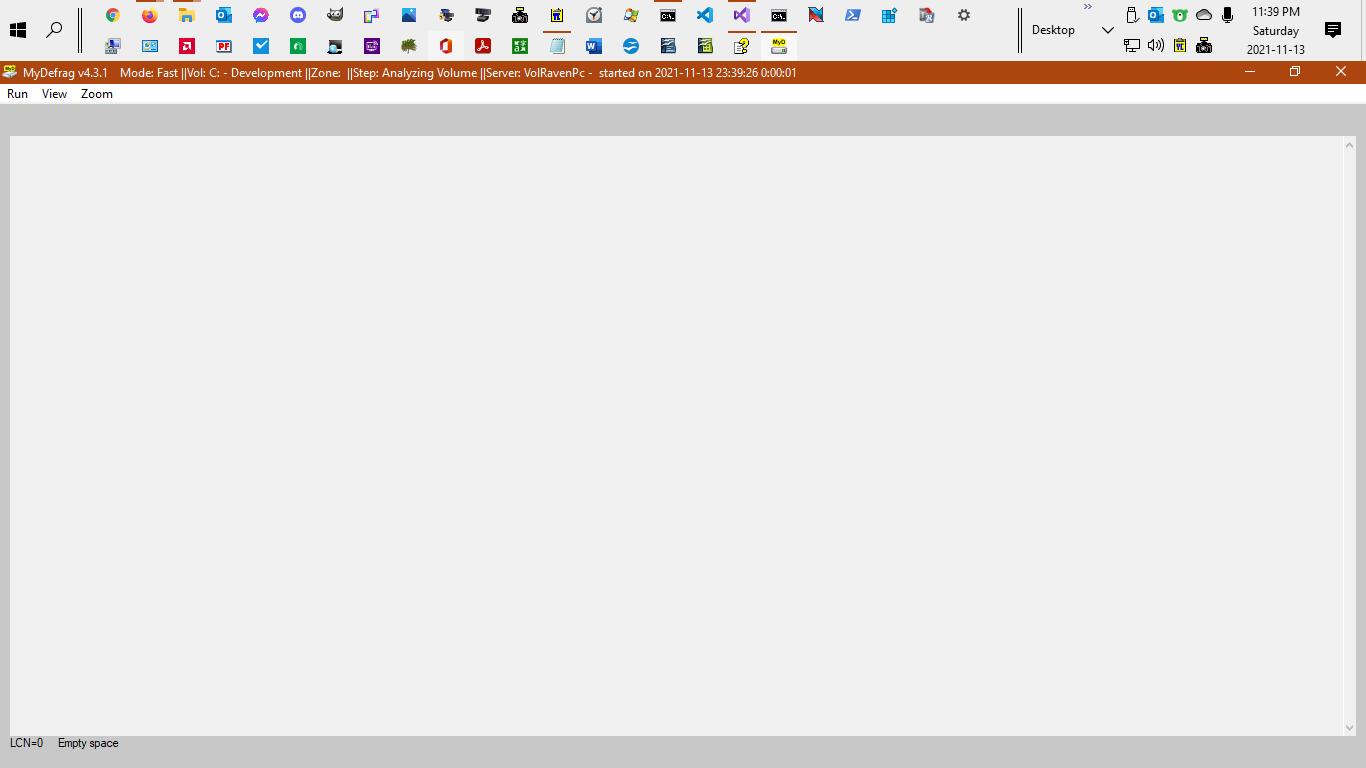 11:39 PM
Desktop
Saturday
2021-11-13
MyDefrag v4.3.1 Mode: Fast ||Vol: C: - Development ||Zone: ||Step: Analyzing Volume ||Server: VolRavenPc - started on 2021-11-13 23:39:26 0:00:01
Run View Zoom
LCN=0 Empty space